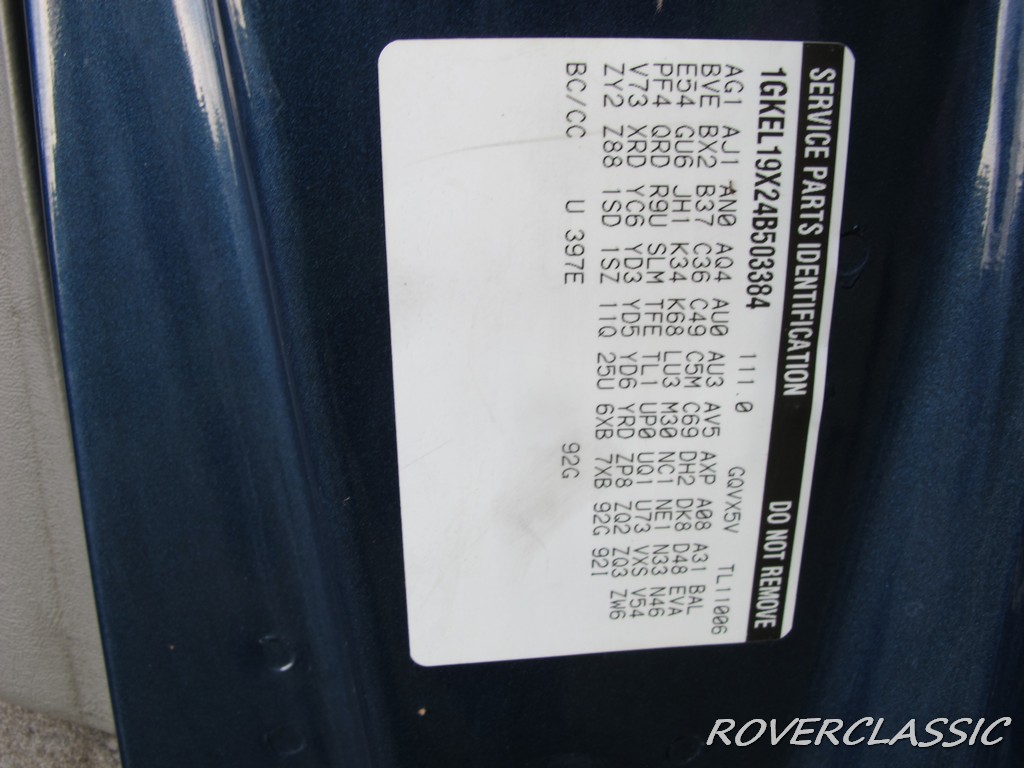 SERVICE PARTS IDENTIFICATION DO NOT REMOVE
1GKEL19X24B503384 111.0 GQVX5V TL11006
AG1 AJ1 AN0 AQ4 AU0 AU3 AV5 AXP A08 A31 BAL
BVE BX2 B37 C36 C49 C5M C69 DH2 DK8 D48 EVA
E54 GU6 JH1 K34 K68 LU3 M30 NC1 NE1 N33 N46
PF4 QRD R9U SLM TFE TL1 UP0 UQ1 U73 VXS V54
V73 XRD YC6 YD3 YD5 YD6 YRD ZP8 ZQ2 ZQ3 ZW6
ZY2 Z88 1SD 1SZ 11Q 25U 6XB 7XB 92G 92I
BC/CC U 397E 92G
ROVERCLASSIC